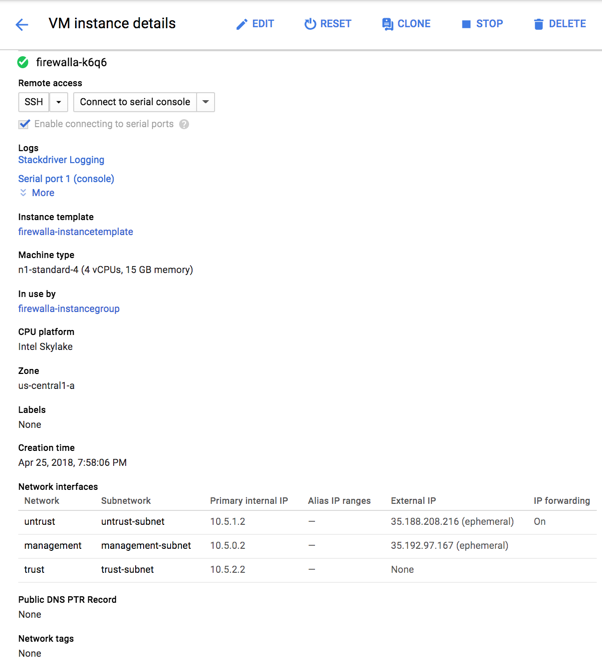 VM instance details EDIT RESET CLONE STOP DELETE
firewalla-k6q6
Remote access
SSH Connect to serial console
Enable connecting to serial ports
Logs
Stackdriver Logging
Serial port 1 (console)
More
Instance template
firewalla-instancetemplate
Machine type
n1-standard-4 (4 vCPUs, 15 GB memory)
In use by
firewalla-instancegroup
CPU platform
Intel Skylake
Zone
us-central1-a
Labels
None
Creation time
Apr 25, 2018, 7:58:06 PM
Network interfaces
Network Subnetwork Primary internal IP Alias IP ranges External IP IP forwarding
untrust untrust-subnet 10.5.1.2 — 35.188.208.216 (ephemeral) On
management management-subnet 10.5.0.2 — 35.192.97.167 (ephemeral)
trust trust-subnet 10.5.2.2 — None
Public DNS PTR Record
None
Network tags
None